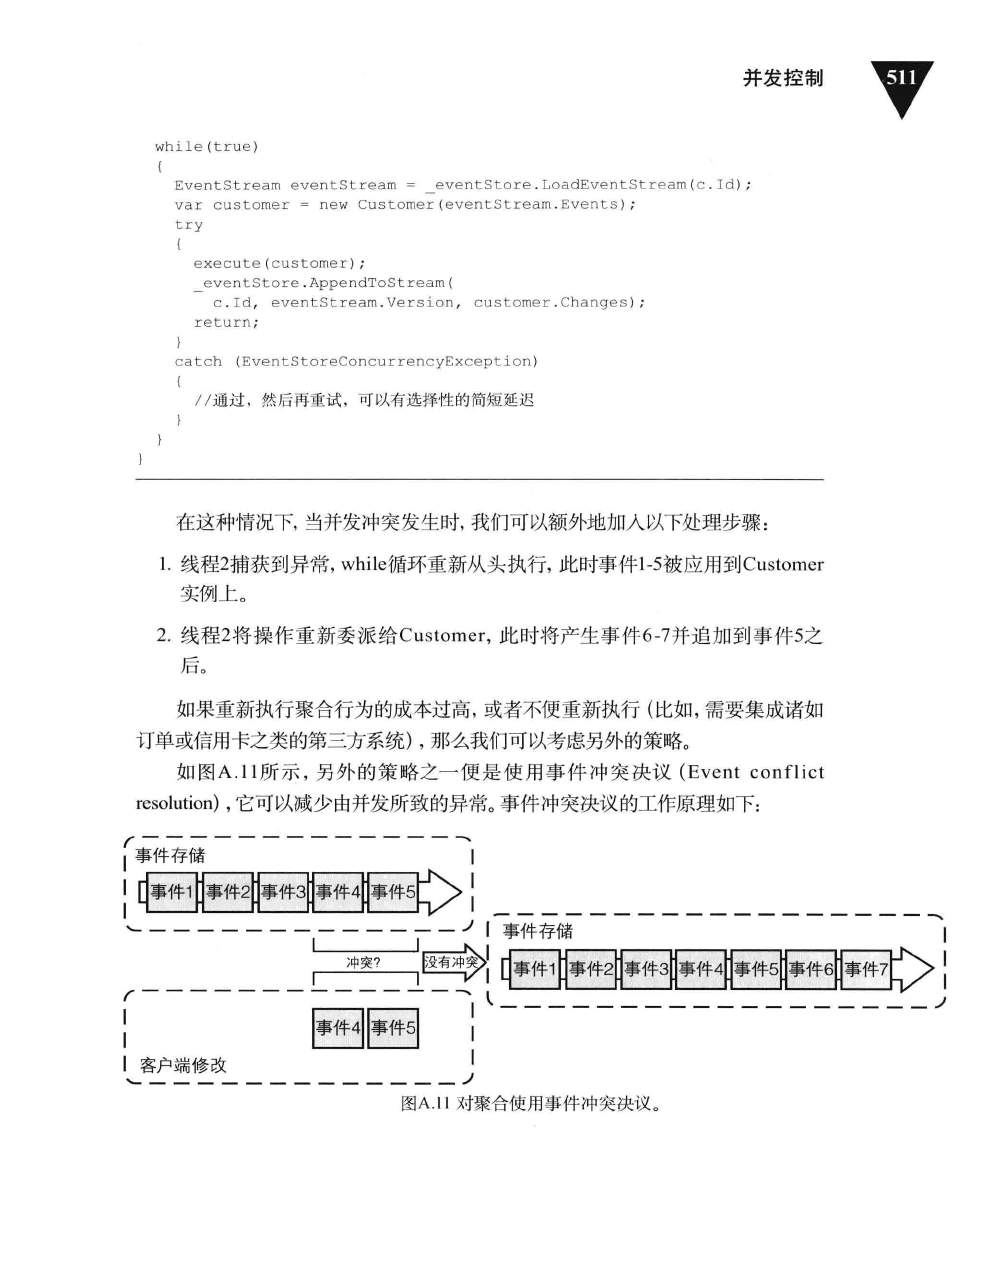 并发控制 511
while(true)
{
EventStream eventStream = _eventStore.LoadEventStream(c.Id);
var customer = new Customer(eventStream.Events);
try
{
execute(customer);
_eventStore.AppendToStream(
c.Id, eventStream.Version, customer.Changes);
return;
}
catch (EventStoreConcurrencyException)
{
//通过，然后再重试，可以有选择性的简短延迟
}
}
}
在这种情况下，当并发冲突发生时，我们可以额外地加入以下处理步骤：
1. 线程2捕获到异常，while循环重新从头执行，此时事件1-5被应用到Customer
实例上。
2. 线程2将操作重新委派给Customer，此时将产生事件6-7并追加到事件5之
后。
如果重新执行聚合行为的成本过高，或者不便重新执行（比如，需要集成诸如
订单或信用卡之类的第三方系统），那么我们可以考虑另外的策略。
如图A.11所示，另外的策略之一便是使用事件冲突决议（Event conflict
resolution），它可以减少由并发所致的异常。事件冲突决议的工作原理如下：
事件存储
事件1 事件2 事件3 事件4 事件5
冲突?
没有冲突
事件存储
事件1 事件2 事件3 事件4 事件5 事件6 事件7
事件4 事件5
客户端修改
图A.11 对聚合使用事件冲突决议。